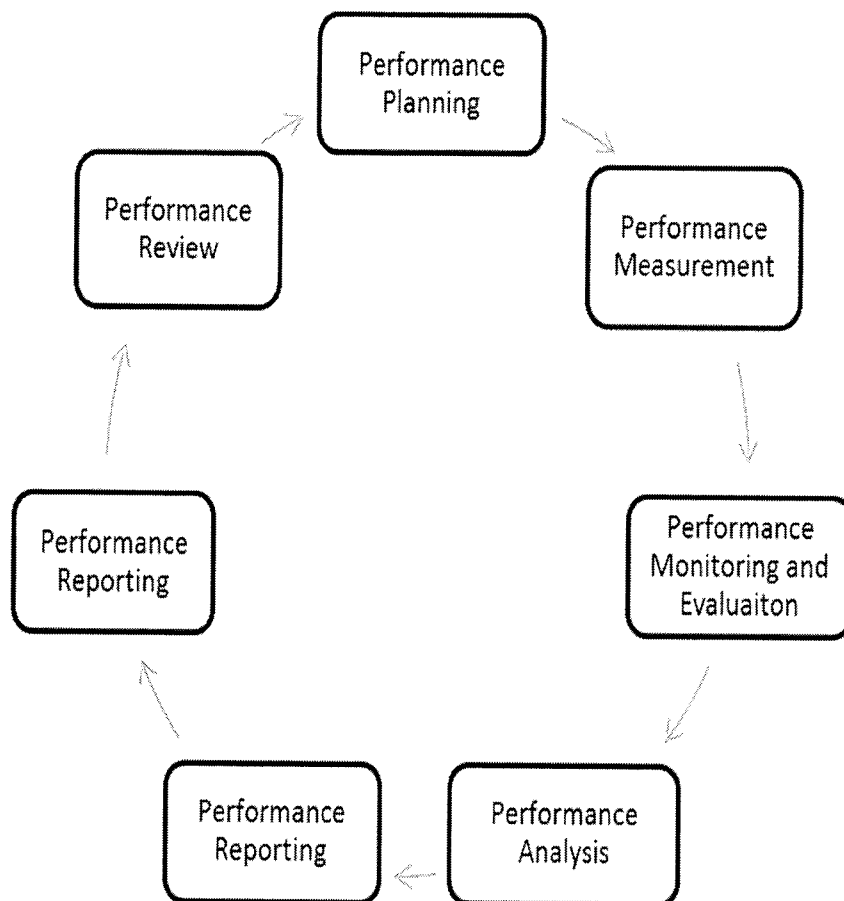 Performance
Planning
Performance
Measurement
Performance
Monitoring and
Evaluaiton
Performance
Analysis
Performance
Reporting
Performance
Reporting
Performance
Review